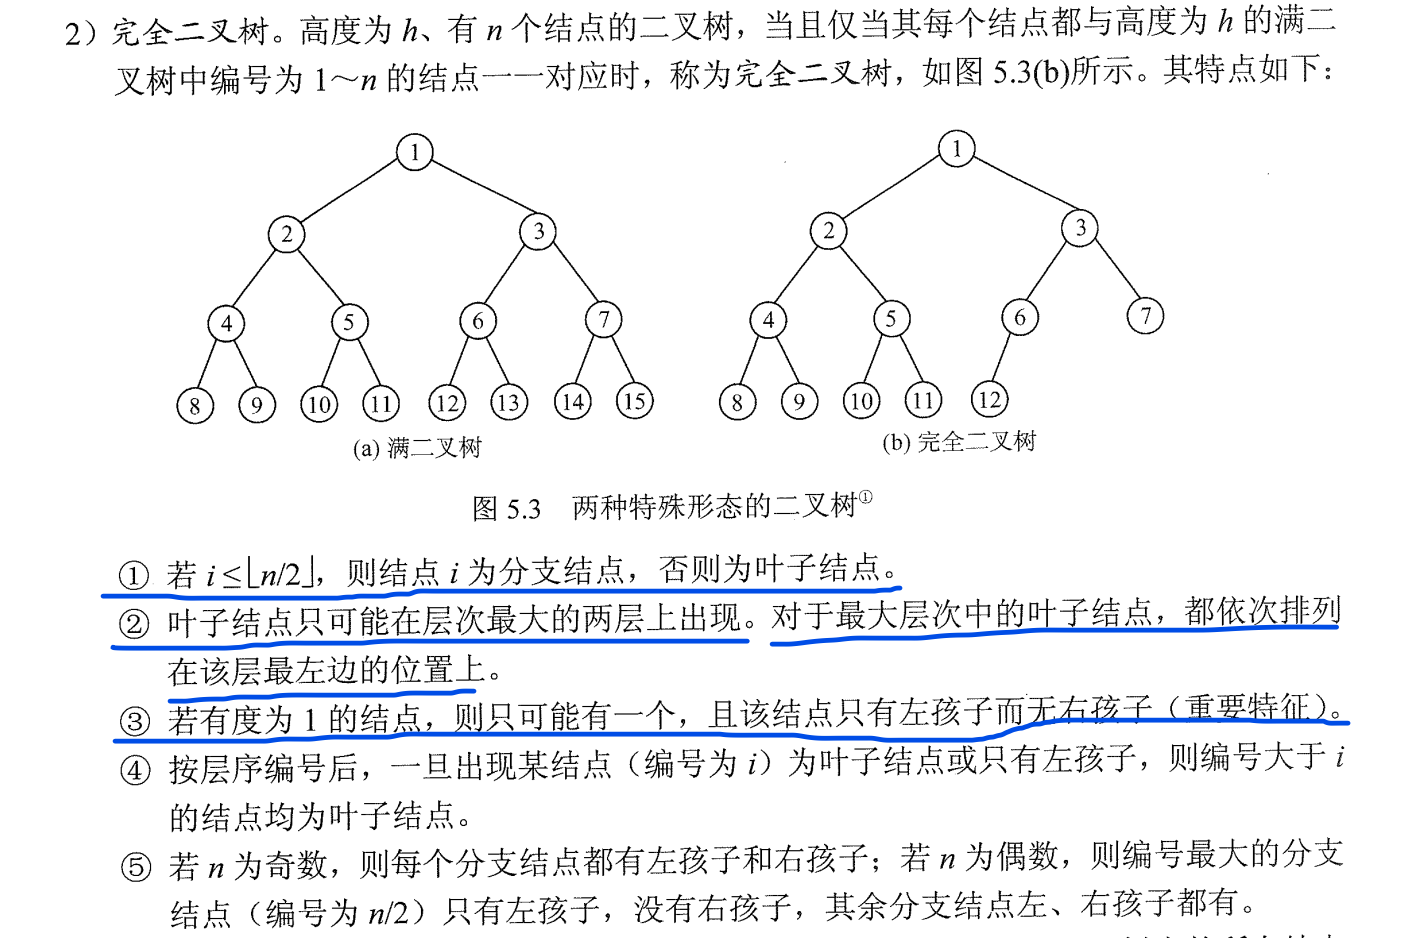 2）完全二叉树。高度为 h、有 n 个结点的二叉树，当且仅当其每个结点都与高度为 h 的满二
叉树中编号为 1～n 的结点一一对应时，称为完全二叉树，如图 5.3(b)所示。其特点如下：
1
1
2
3
2
3
4
5
6
7
4
5
6
7
8
9
10
11
12
13
14
15
8
9
10
11
12
(a) 满二叉树
(b) 完全二叉树
图 5.3 两种特殊形态的二叉树①
① 若 i≤⌊n/2⌋，则结点 i 为分支结点，否则为叶子结点。
② 叶子结点只可能在层次最大的两层上出现。对于最大层次中的叶子结点，都依次排列
在该层最左边的位置上。
③ 若有度为 1 的结点，则只可能有一个，且该结点只有左孩子而无右孩子（重要特征）。
④ 按层序编号后，一旦出现某结点（编号为 i）为叶子结点或只有左孩子，则编号大于 i
的结点均为叶子结点。
⑤ 若 n 为奇数，则每个分支结点都有左孩子和右孩子；若 n 为偶数，则编号最大的分支
结点（编号为 n/2）只有左孩子，没有右孩子，其余分支结点左、右孩子都有。